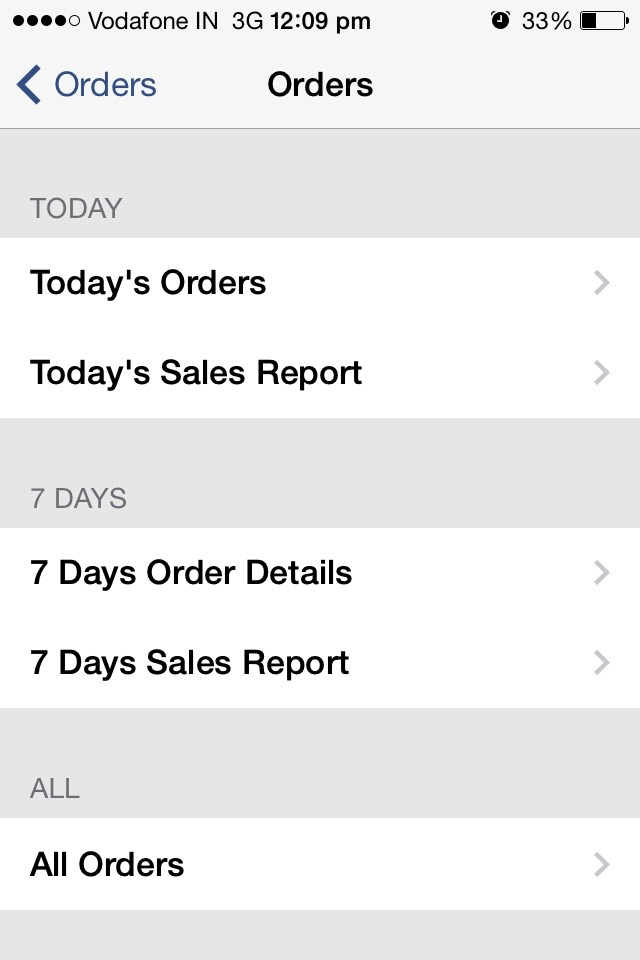 Vodafone IN 3G 12:09 pm 33%
Orders Orders
TODAY
Today's Orders
Today's Sales Report
7 DAYS
7 Days Order Details
7 Days Sales Report
ALL
All Orders